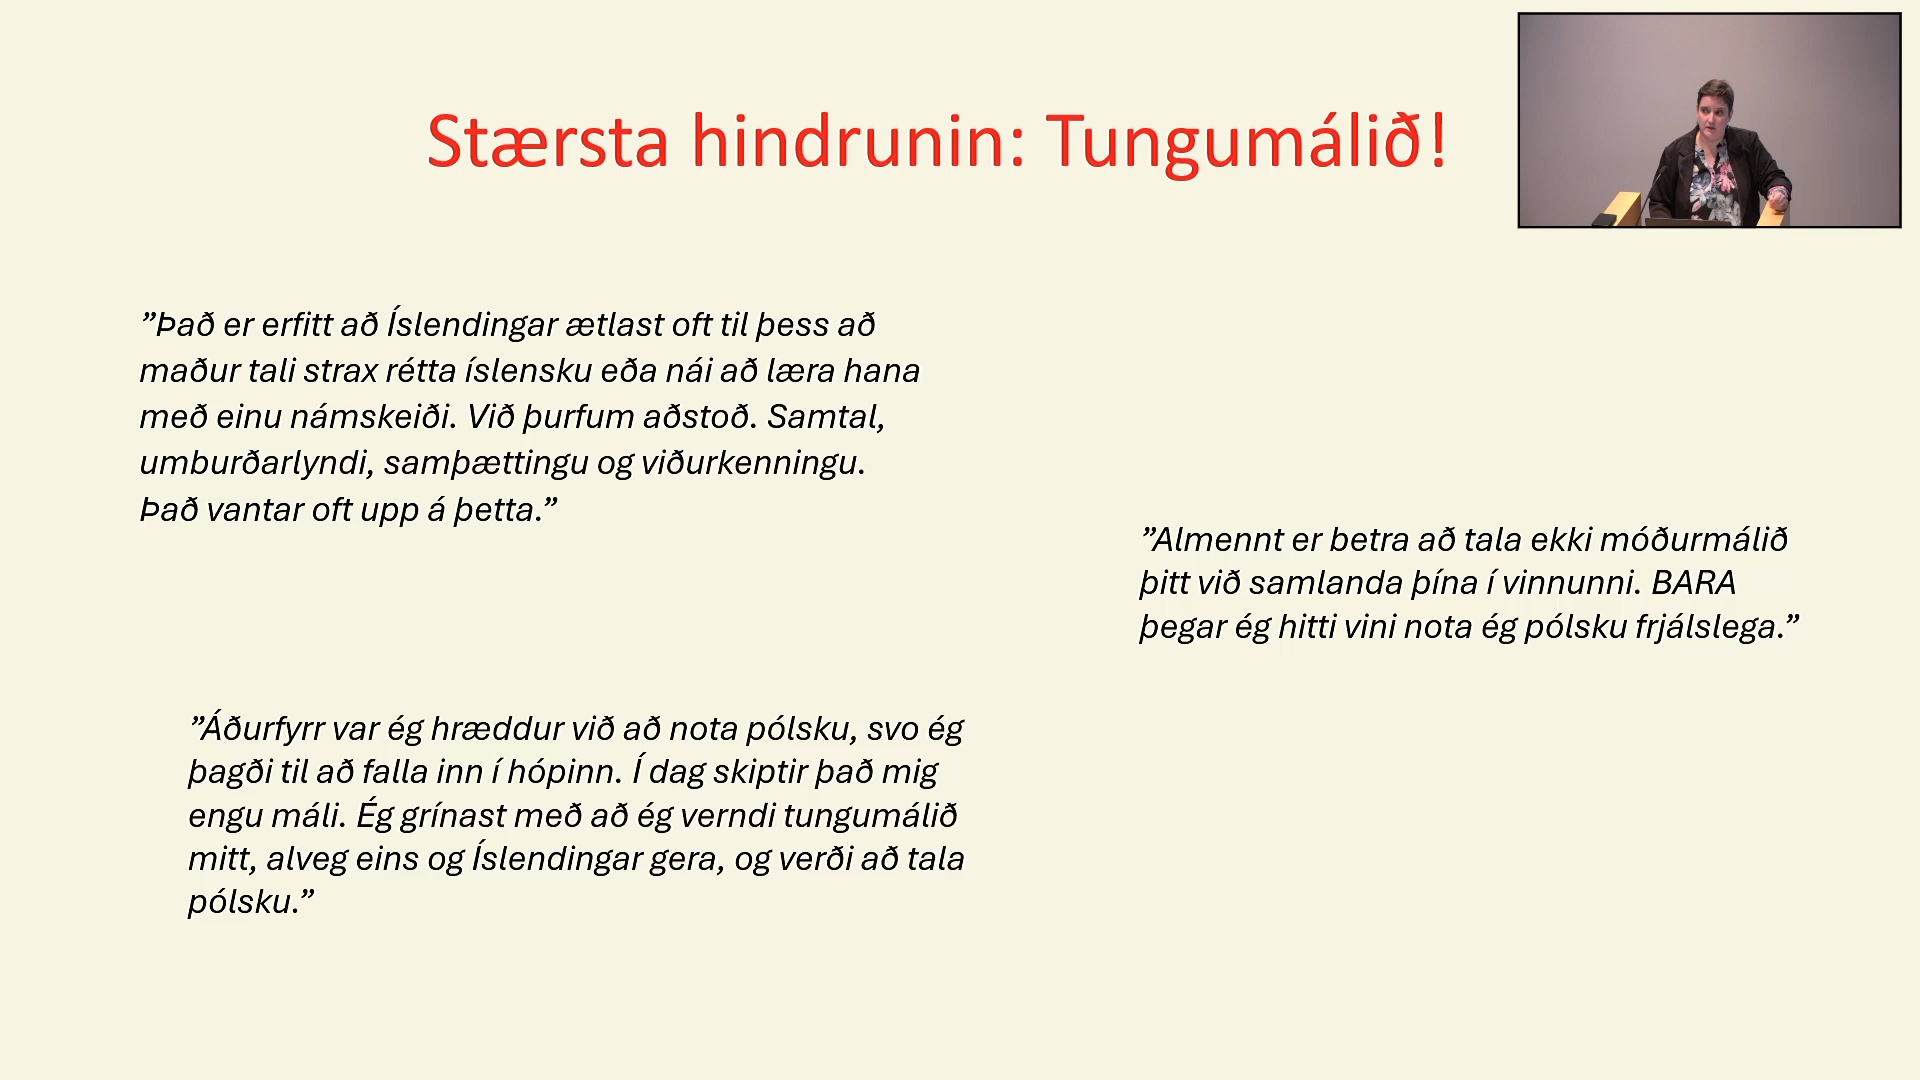 Stærsta hindrunin: Tungumálið!
”Það er erfitt að Íslendingar ætlast oft til þess að
maður tali strax rétta íslensku eða nái að læra hana
með einu námskeiði. Við þurfum aðstoð. Samtal,
umburðarlyndi, samþættingu og viðurkenningu.
Það vantar oft upp á þetta.”
”Almennt er betra að tala ekki móðurmálið
þitt við samlanda þína í vinnunni. BARA
þegar ég hitti vini nota ég pólsku frjálslega.”
”Áðurfyrr var ég hræddur við að nota pólsku, svo ég
þagði til að falla inn í hópinn. Í dag skiptir það mig
engu máli. Ég grínast með að ég verndi tungumálið
mitt, alveg eins og Íslendingar gera, og verði að tala
pólsku.”